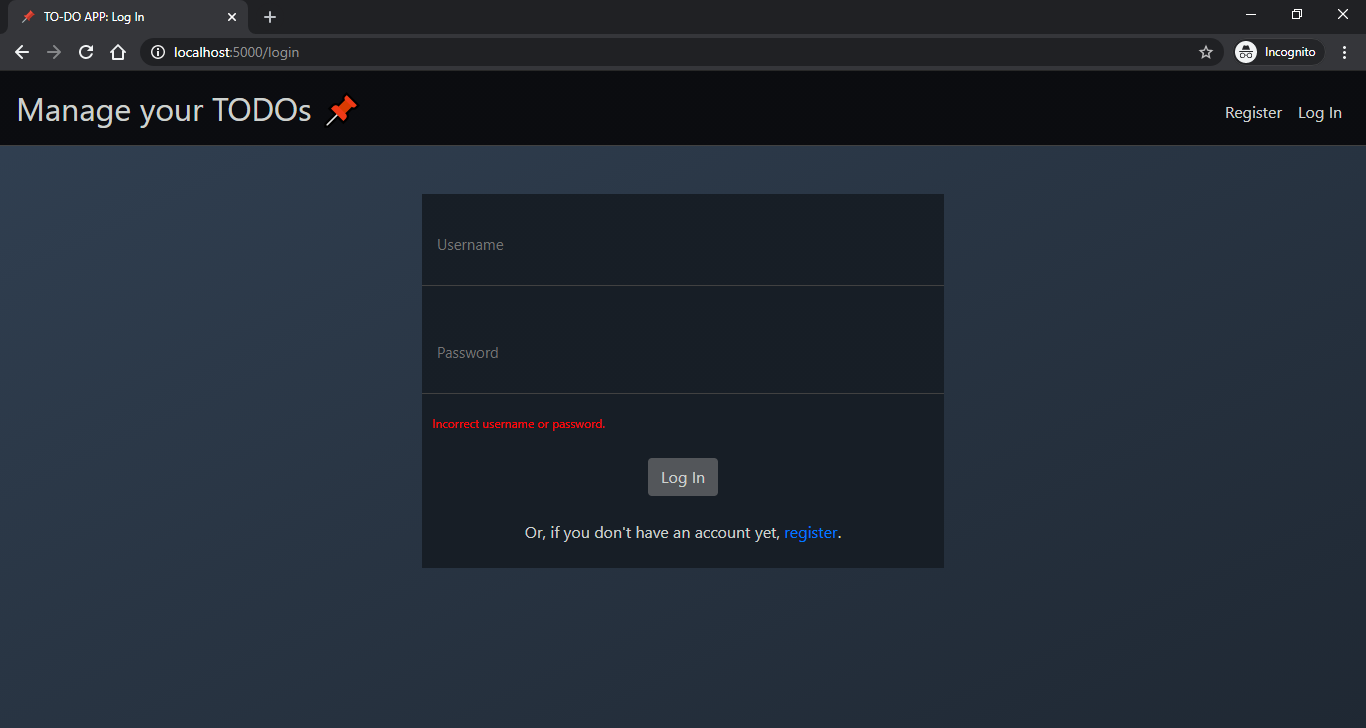 TO-DO APP: Log In
localhost:5000/login
Incognito
Manage your TODOs
Register
Log In
Username
Password
Incorrect username or password.
Log In
Or, if you don't have an account yet, register.